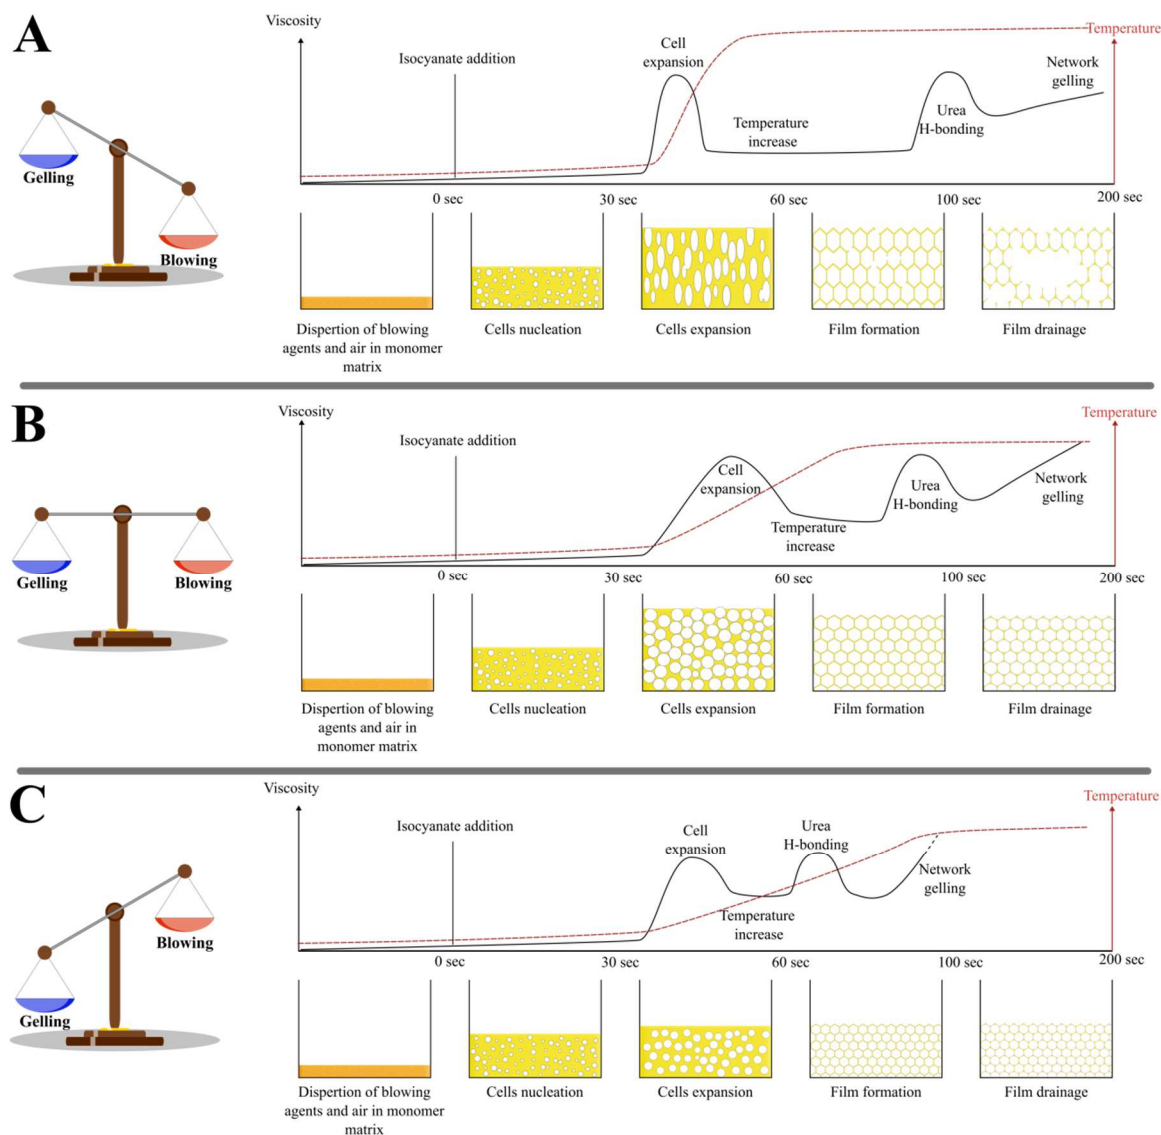 A
Viscosity
Temperature
Isocyanate addition
Cell
expansion
Temperature
increase
Urea
H-bonding
Network
gelling
Gelling
Blowing
0 sec
30 sec
60 sec
100 sec
200 sec
Dispertion of blowing
agents and air in monomer
matrix
Cells nucleation
Cells expansion
Film formation
Film drainage
B
Viscosity
Temperature
Isocyanate addition
Cell
expansion
Temperature
increase
Urea
H-bonding
Network
gelling
Gelling
Blowing
0 sec
30 sec
60 sec
100 sec
200 sec
Dispertion of blowing
agents and air in
monomer matrix
Cells nucleation
Cells expansion
Film formation
Film drainage
C
Viscosity
Temperature
Isocyanate addition
Cell
expansion
Temperature
increase
Urea
H-bonding
Network
gelling
Blowing
Gelling
0 sec
30 sec
60 sec
100 sec
200 sec
Dispertion of blowing
agents and air in monomer
matrix
Cells nucleation
Cells expansion
Film formation
Film drainage